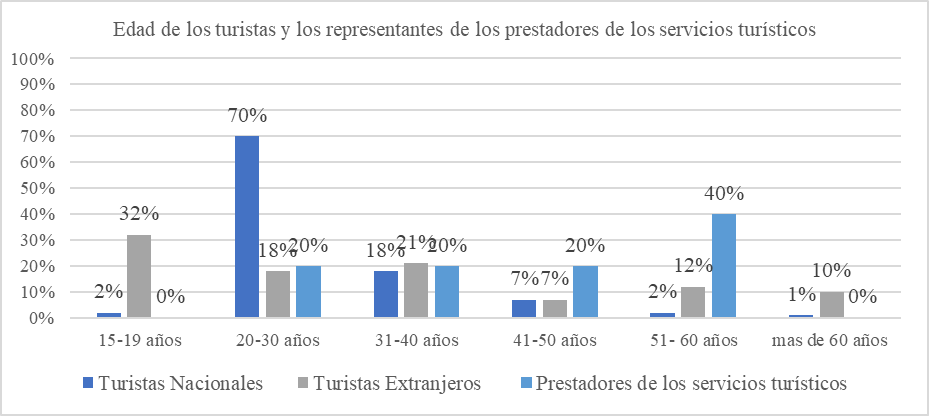 Edad de los turistas y los representantes de los prestadores de los servicios turísticos
100%
90%
80%
70%
60%
50%
40%
30%
20%
10%
0%
2% 32% 0%
70% 18% 20%
18% 21% 20%
7% 7% 20%
2% 12% 40%
1% 10% 0%
15-19 años 20-30 años 31-40 años 41-50 años 51- 60 años mas de 60 años
Turistas Nacionales Turistas Extranjeros Prestadores de los servicios turísticos